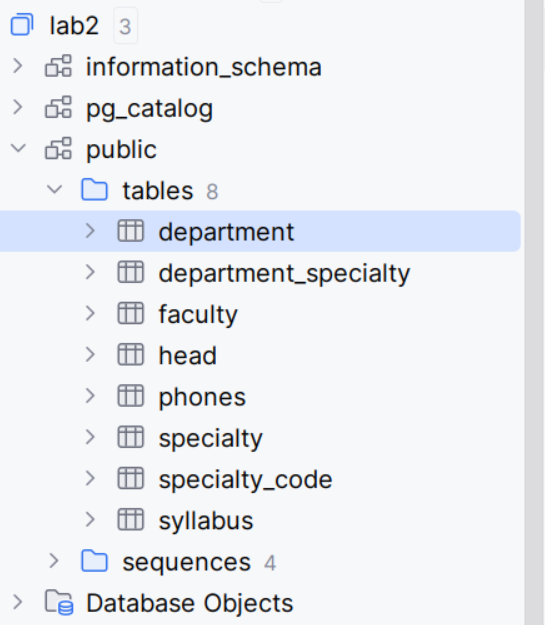 lab2 3
information_schema
pg_catalog
public
tables 8
department
department_specialty
faculty
head
phones
specialty
specialty_code
syllabus
sequences 4
Database Objects